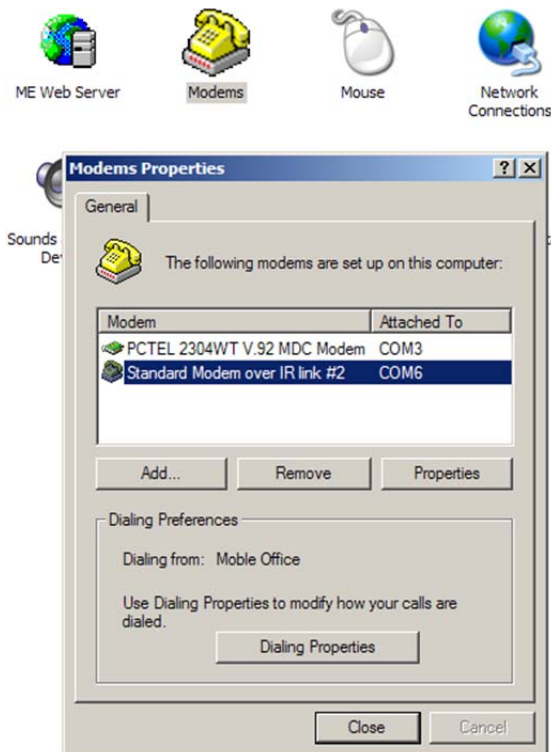 ME Web Server
Modems
Mouse
Network
Connections
Sounds
De
Modems Properties
General
The following modems are set up on this computer:
Modem Attached To
PCTEL 2304WT V.92 MDC Modem COM3
Standard Modem over IR link #2 COM6
Add... Remove Properties
Dialing Preferences
Dialing from: Moble Office
Use Dialing Properties to modify how your calls are
dialed.
Dialing Properties
Close Cancel